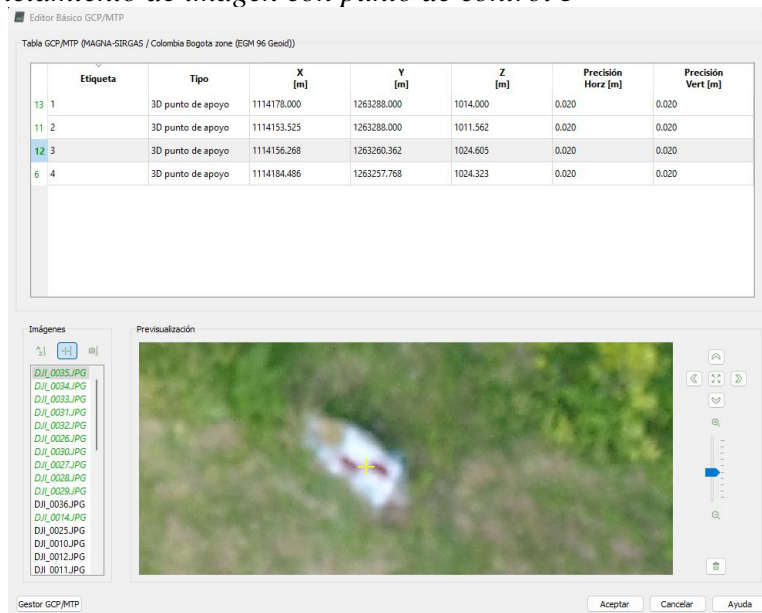 Editor Básico GCP/MTP
Tabla GCP/MTP (MAGNA-SIRGAS / Colombia Bogota zone (EGM 96 Geoid))
Etiqueta Tipo X [m] Y [m] Z [m] Precisión Horz [m] Precisión Vert [m]
13 1 3D punto de apoyo 1114178.000 1263288.000 1014.000 0.020 0.020
11 2 3D punto de apoyo 1114153.525 1263288.000 1011.562 0.020 0.020
12 3 3D punto de apoyo 1114156.268 1263260.362 1024.605 0.020 0.020
6 4 3D punto de apoyo 1114184.486 1263257.768 1024.323 0.020 0.020
Imágenes
Previsualización
DJI_0035.JPG
DJI_0034.JPG
DJI_0033.JPG
DJI_0031.JPG
DJI_0032.JPG
DJI_0026.JPG
DJI_0030.JPG
DJI_0027.JPG
DJI_0028.JPG
DJI_0029.JPG
DJI_0036.JPG
DJI_0014.JPG
DJI_0025.JPG
DJI_0010.JPG
DJI_0012.JPG
DJI_0011.JPG
Gestor GCP/MTP
Aceptar Cancelar Ayuda